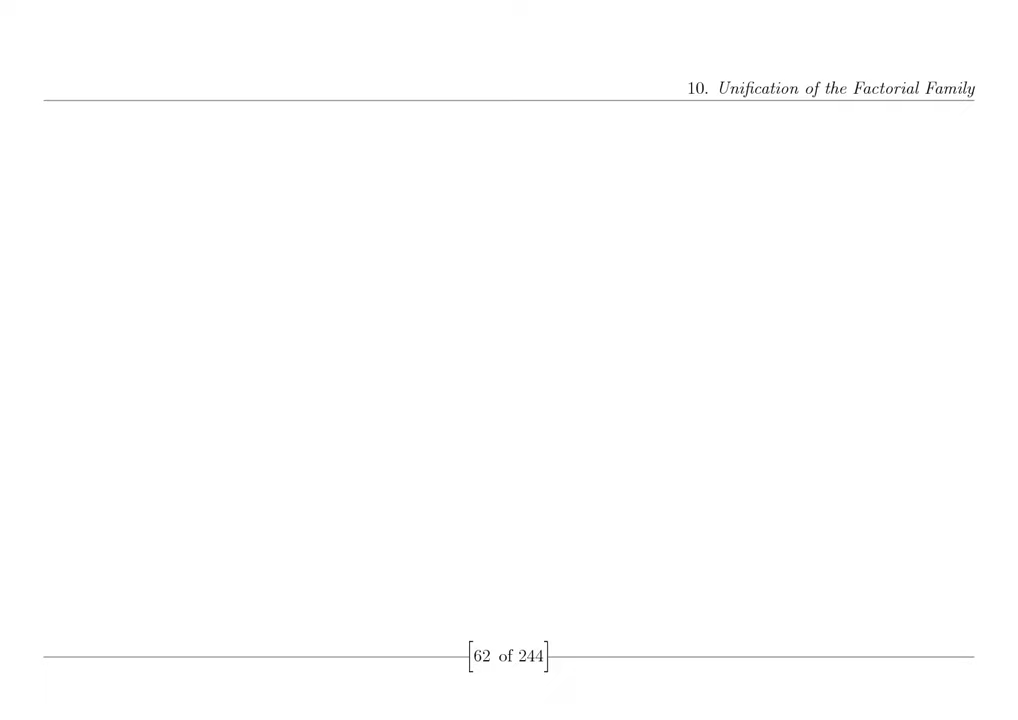 10. Unification of the Factorial Family
[62 of 244]